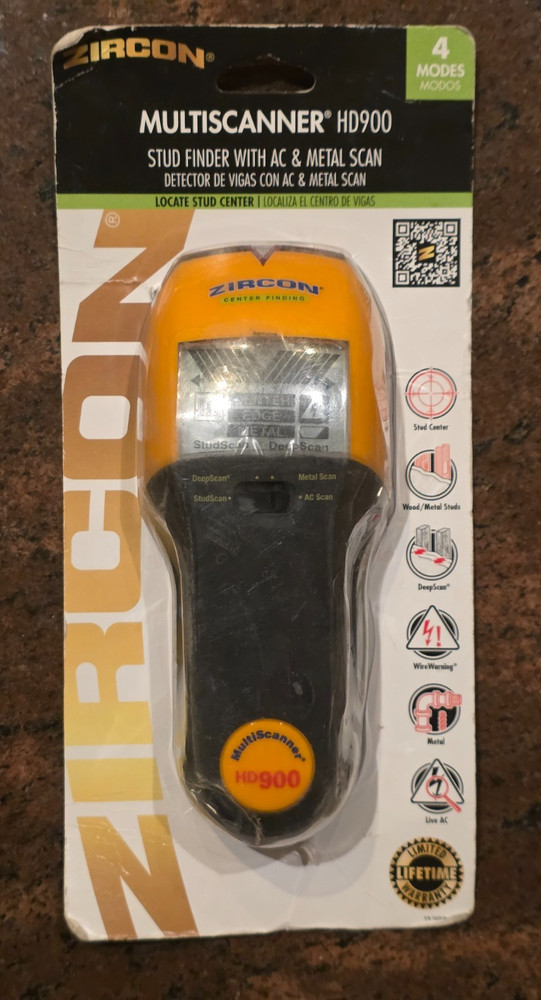 ZIRCON®
4
MODES
MODOS
MULTISCANNER® HD900
STUD FINDER WITH AC & METAL SCAN
DETECTOR DE VIGAS CON AC & METAL SCAN
LOCATE STUD CENTER | LOCALIZA EL CENTRO DE VIGAS
ZIRCON®
Z
ZIRCON®
CENTER FINDING
CENTER
EDGE
METAL
StudScan DeepScan
DeepScan® Metal Scan
StudScan AC Scan
MultiScanner®
HD900
Stud Center
Wood/Metal Studs
DeepScan®
WireWarning®
Metal
Live AC
LIMITED
LIFETIME
WARRANTY